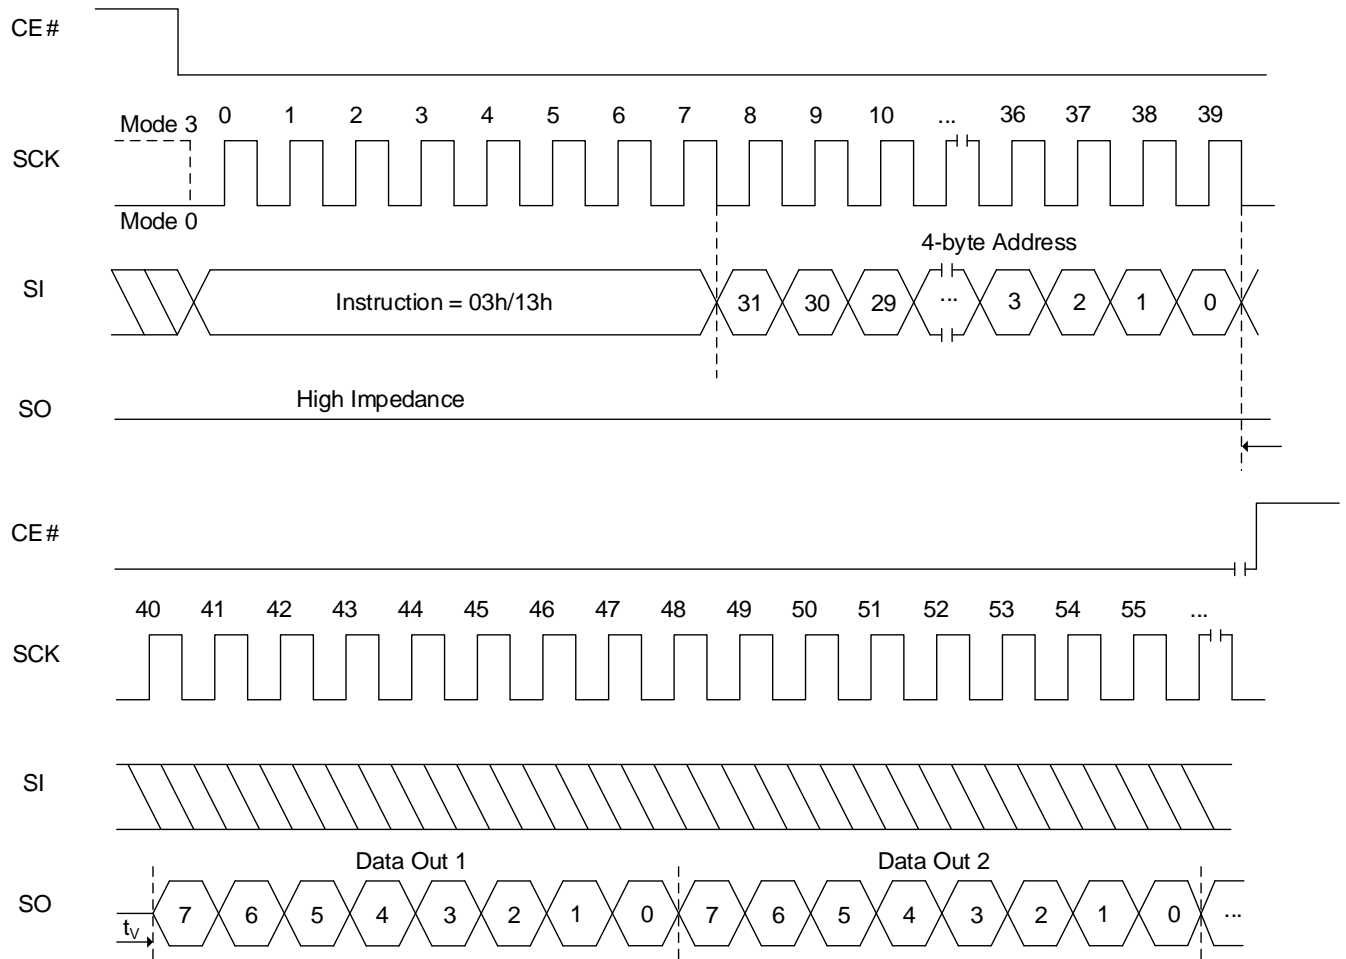 CE#
0 1 2 3 4 5 6 7 8 9 10 ... 36 37 38 39
Mode 3
SCK
Mode 0
4-byte Address
SI
Instruction = 03h/13h 31 30 29 ... 3 2 1 0
High Impedance
SO
CE#
40 41 42 43 44 45 46 47 48 49 50 51 52 53 54 55 ...
SCK
SI
Data Out 1 Data Out 2
SO
7 6 5 4 3 2 1 0 7 6 5 4 3 2 1 0 ...
tV